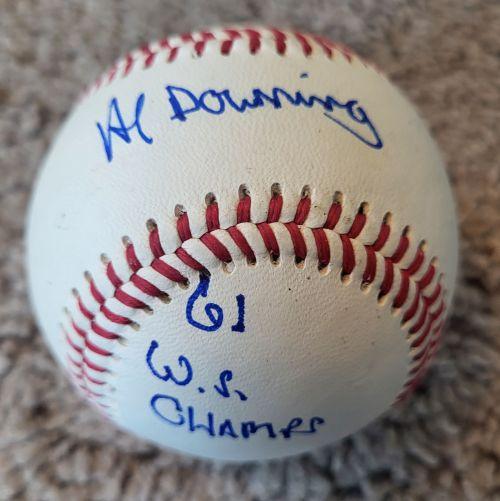 Al Downing
61
W.S.
CHAMPS